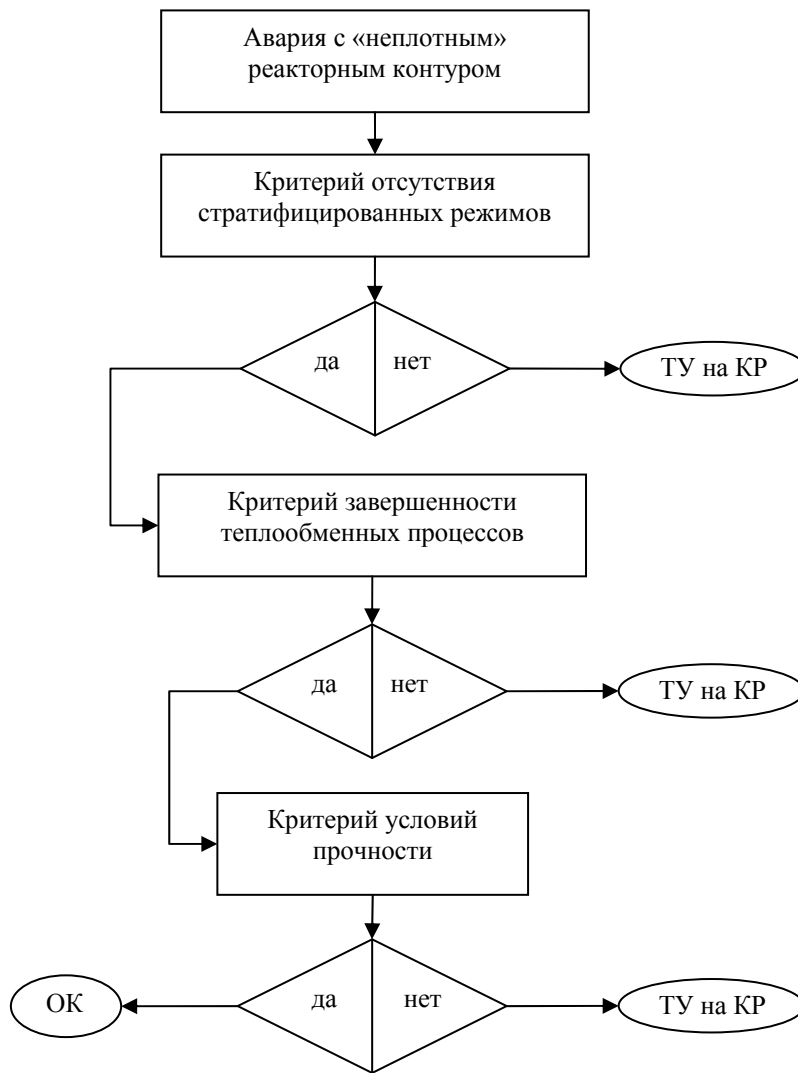 Авария с «неплотным»
реакторным контуром
Критерий отсутствия
стратифицированных режимов
да
нет
ТУ на КР
Критерий завершенности
теплообменных процессов
да
нет
ТУ на КР
Критерий условий
прочности
ОК
да
нет
ТУ на КР